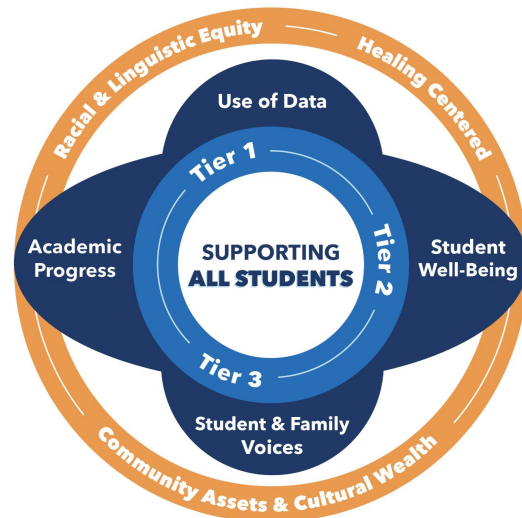 Racial & Linguistic Equity
Healing Centered
Use of Data
Tier 1
Academic
Progress
SUPPORTING
ALL STUDENTS
Tier 2
Student
Well-Being
Tier 3
Student & Family
Voices
Community Assets & Cultural Wealth